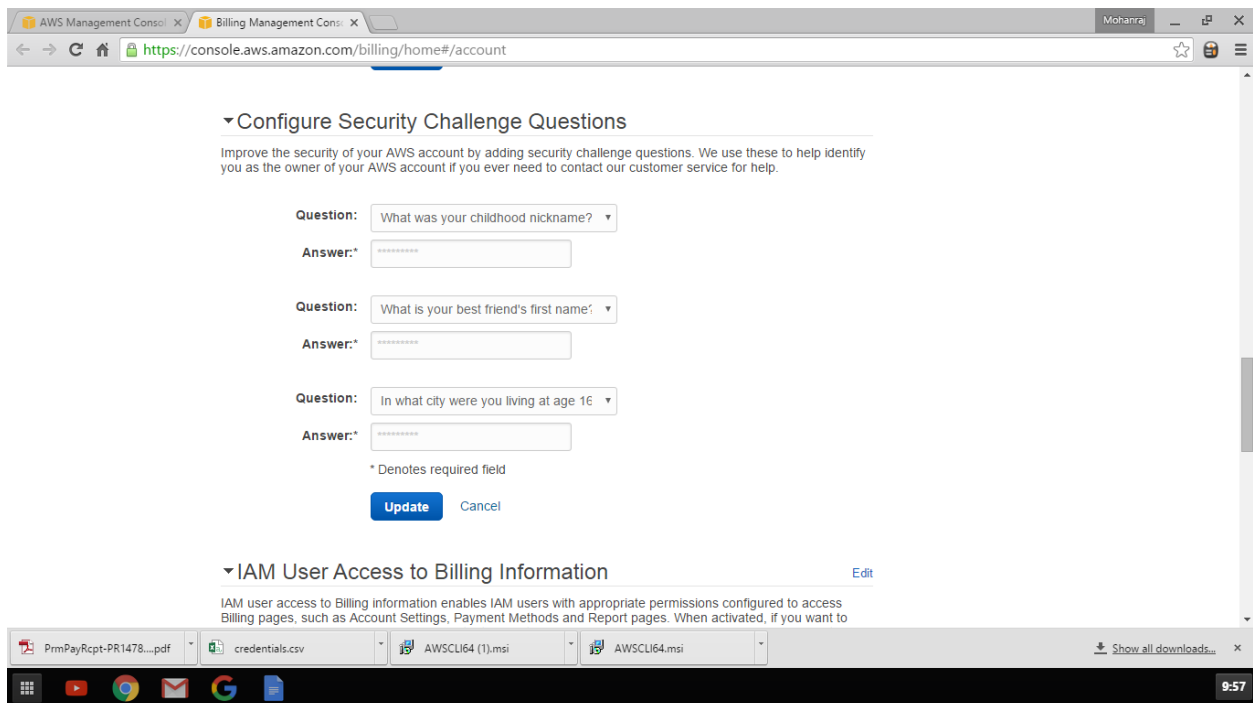 AWS Management Consol
Billing Management Cons
Mohanraj
https://console.aws.amazon.com/billing/home#/account
Configure Security Challenge Questions
Improve the security of your AWS account by adding security challenge questions. We use these to help identify
you as the owner of your AWS account if you ever need to contact our customer service for help.
Question: What was your childhood nickname?
Answer:* *********
Question: What is your best friend's first name?
Answer:* *********
Question: In what city were you living at age 16
Answer:* *********
* Denotes required field
Update Cancel
IAM User Access to Billing Information Edit
IAM user access to Billing information enables IAM users with appropriate permissions configured to access
Billing pages, such as Account Settings, Payment Methods and Report pages. When activated, if you want to
PrmPayRcpt-PR1478....pdf
credentials.csv
AWSCLI64 (1).msi
AWSCLI64.msi
Show all downloads...
9:57